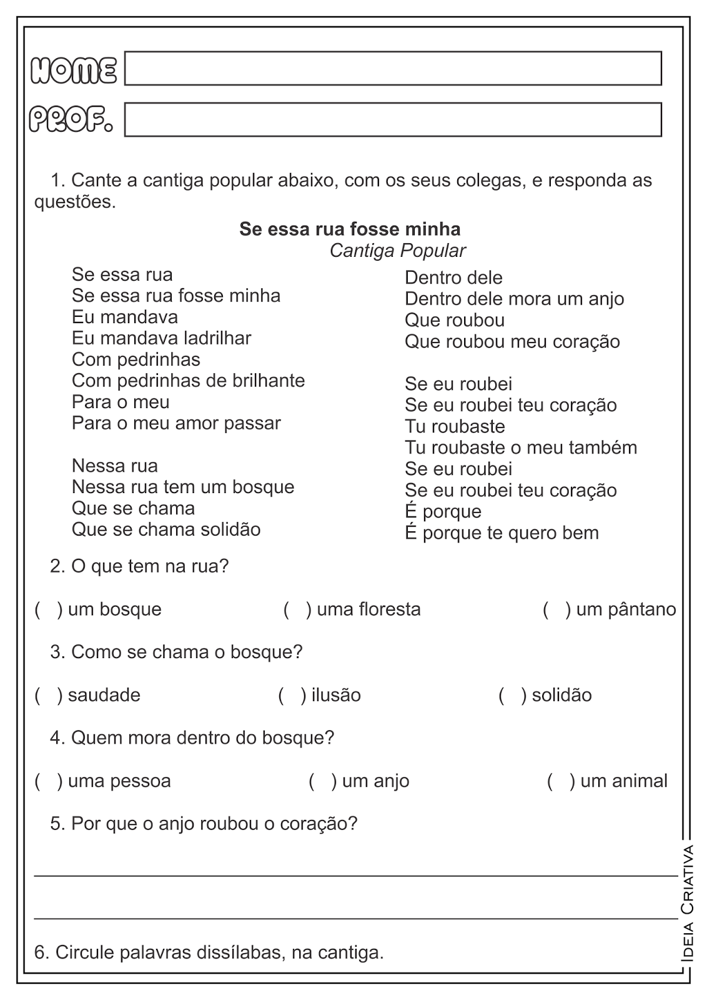 NOME
PROF.
1. Cante a cantiga popular abaixo, com os seus colegas, e responda as
questões.
Se essa rua fosse minha
Cantiga Popular
Se essa rua
Se essa rua fosse minha
Eu mandava
Eu mandava ladrilhar
Com pedrinhas
Com pedrinhas de brilhante
Para o meu
Para o meu amor passar
Nessa rua
Nessa rua tem um bosque
Que se chama
Que se chama solidão
Dentro dele
Dentro dele mora um anjo
Que roubou
Que roubou meu coração
Se eu roubei
Se eu roubei teu coração
Tu roubaste
Tu roubaste o meu também
Se eu roubei
Se eu roubei teu coração
É porque
É porque te quero bem
2. O que tem na rua?
( ) um bosque ( ) uma floresta ( ) um pântano
3. Como se chama o bosque?
( ) saudade ( ) ilusão ( ) solidão
4. Quem mora dentro do bosque?
( ) uma pessoa ( ) um anjo ( ) um animal
5. Por que o anjo roubou o coração?
6. Circule palavras dissílabas, na cantiga.
IDEIA CRIATIVA